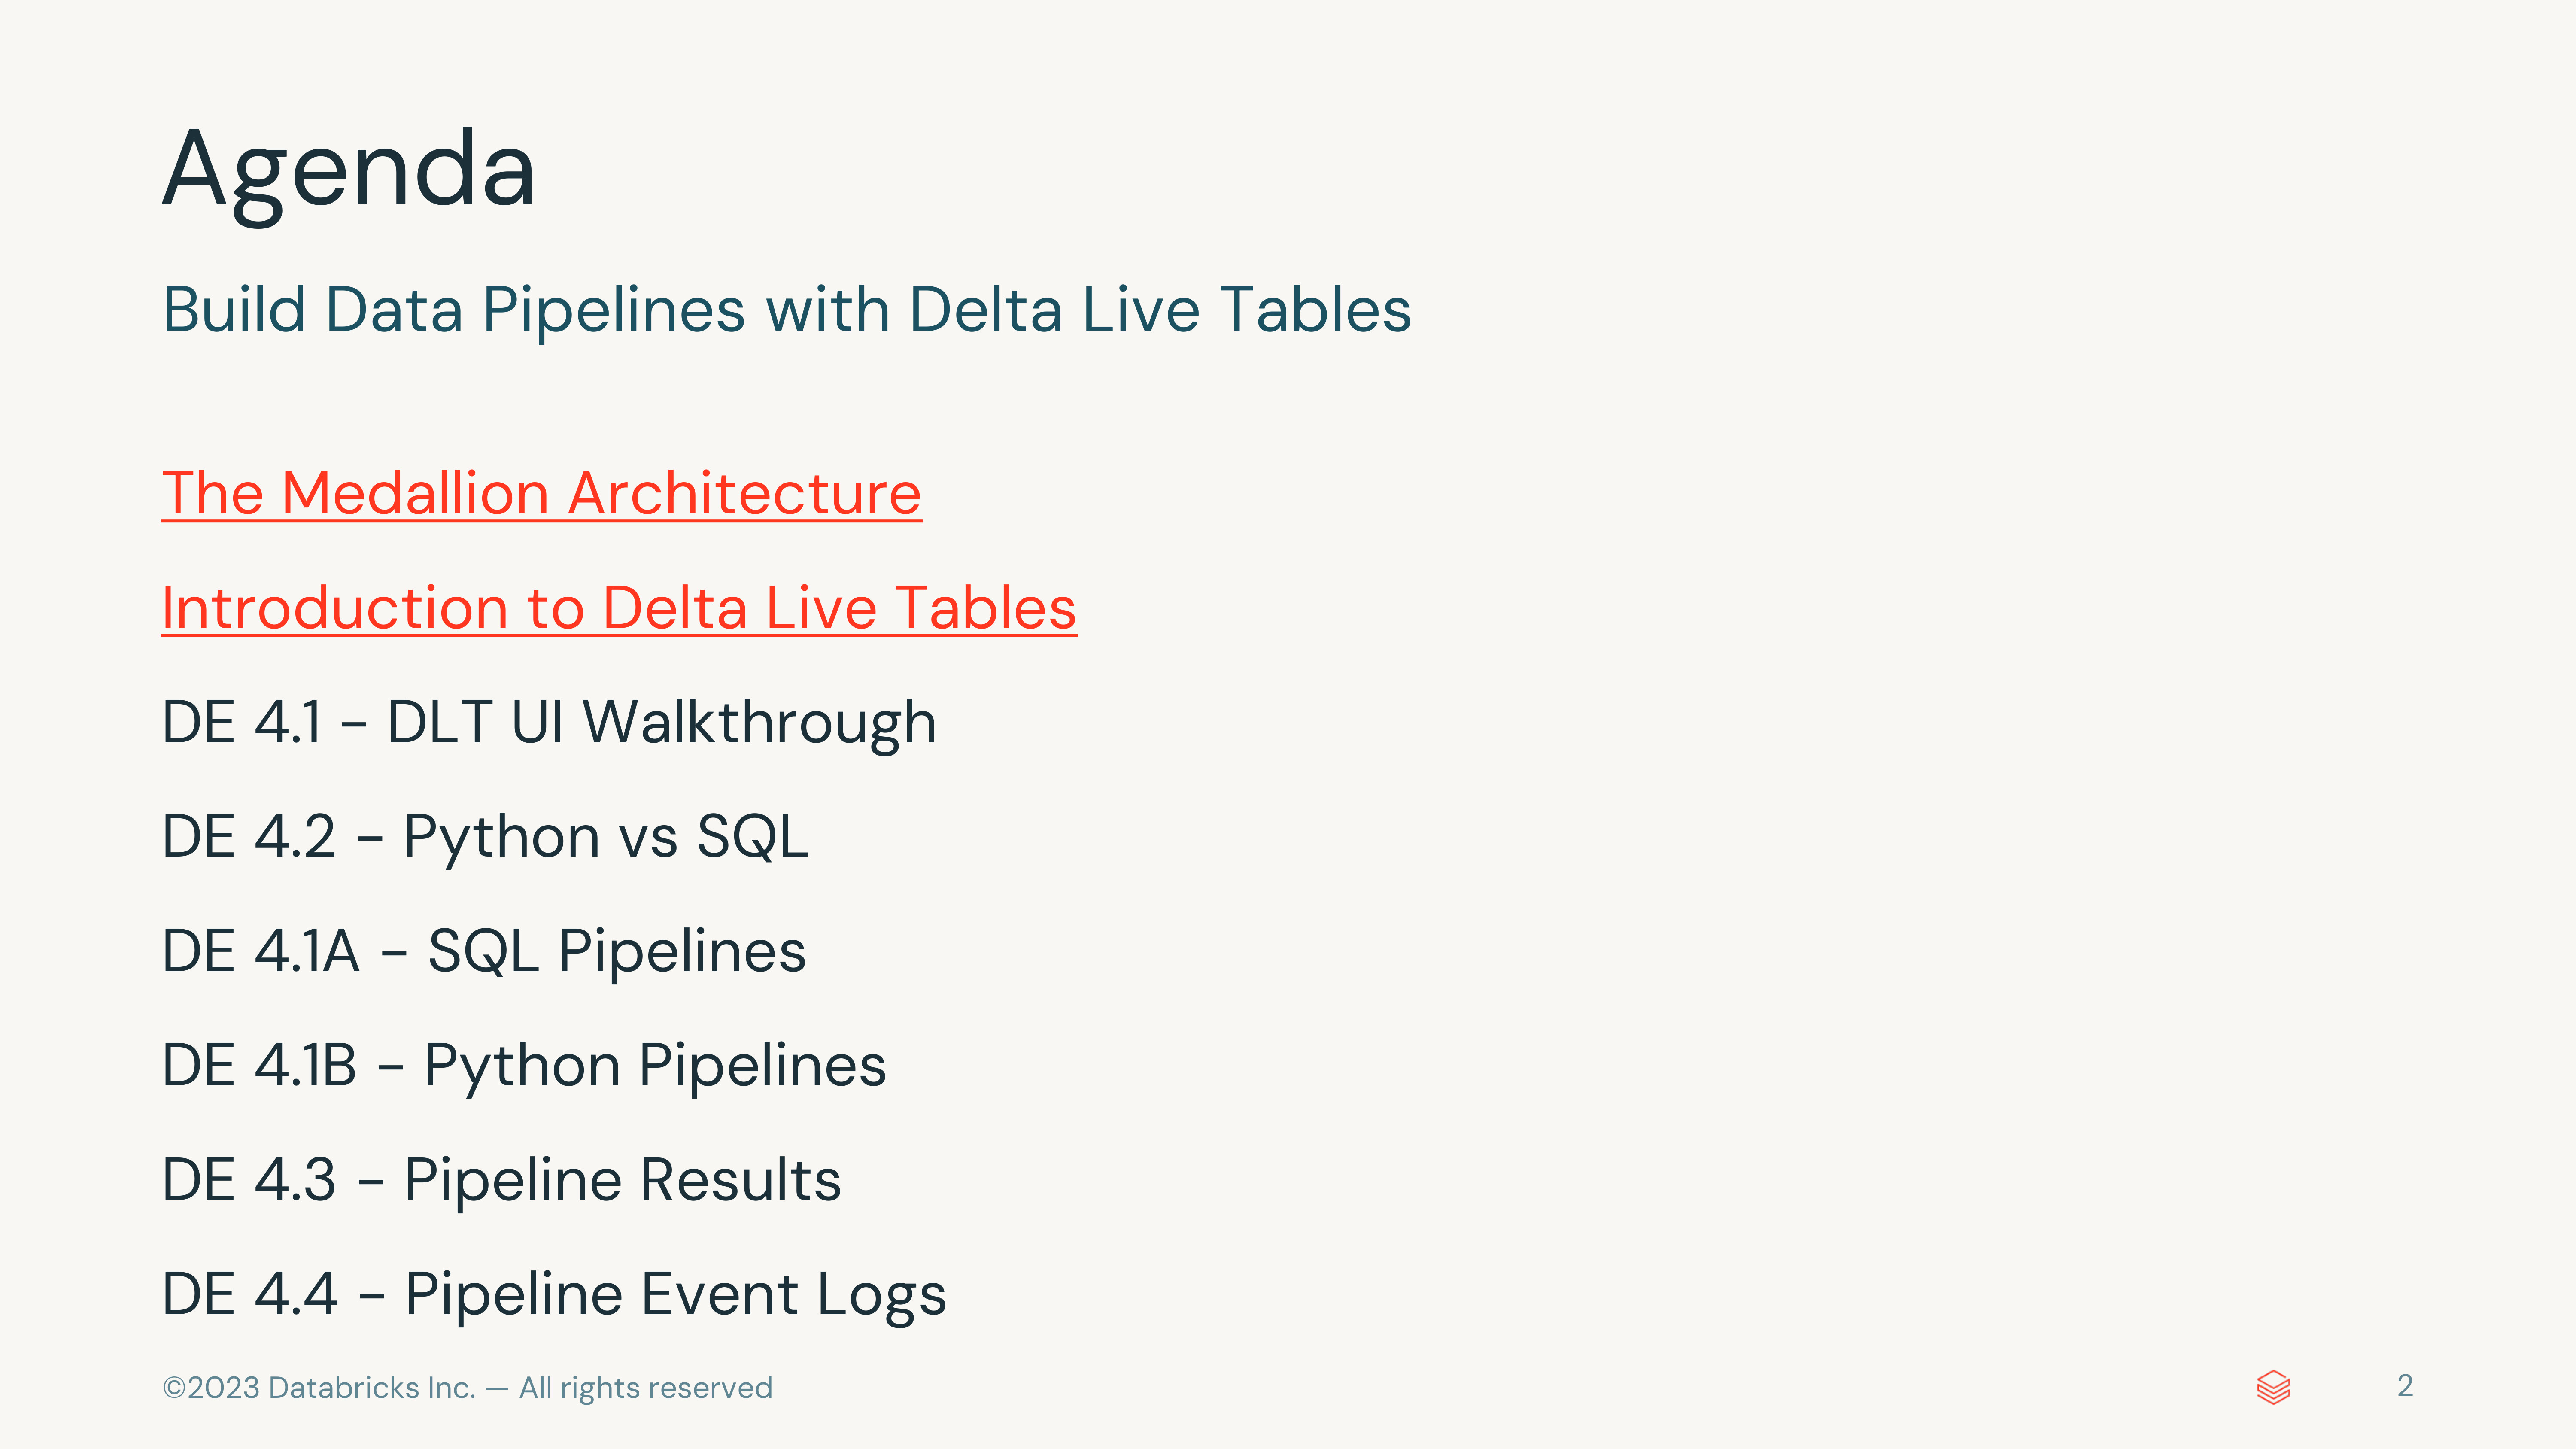 Agenda
Build Data Pipelines with Delta Live Tables
The Medallion Architecture
Introduction to Delta Live Tables
DE 4.1 - DLT UI Walkthrough
DE 4.2 - Python vs SQL
DE 4.1A - SQL Pipelines
DE 4.1B - Python Pipelines
DE 4.3 - Pipeline Results
DE 4.4 - Pipeline Event Logs
©2023 Databricks Inc. — All rights reserved
2